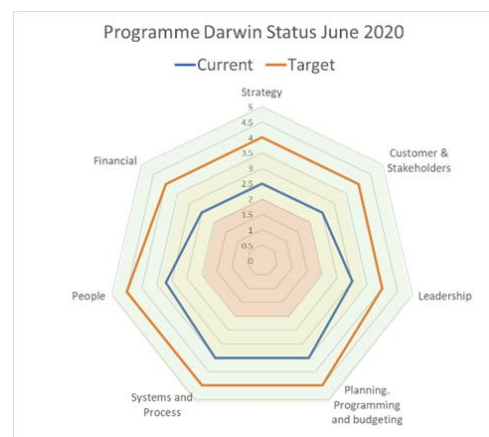 Programme Darwin Status June 2020
Current Target
Strategy
5
4.5
Customer &
Stakeholders
4
Financial
3.5
3
2.5
2
1.5
1
0.5
0
People
Leadership
Systems and
Process
Planning.
Programming
and budgeting